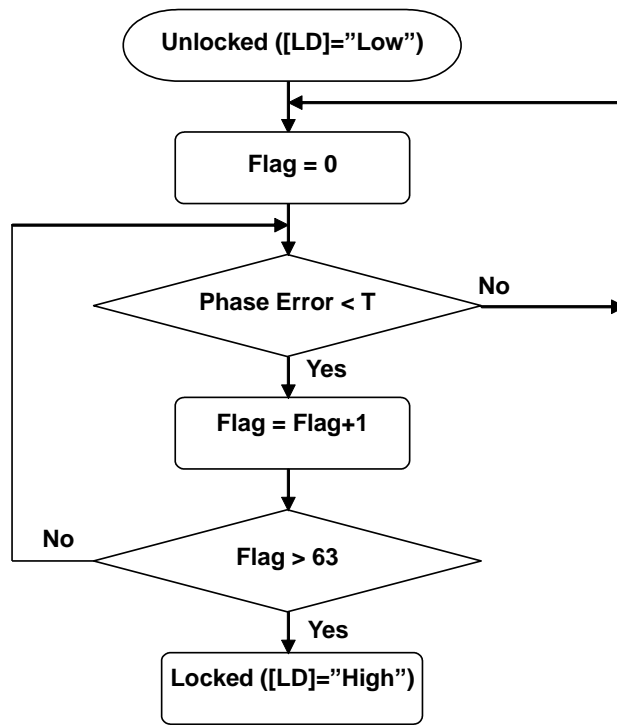 Unlocked ([LD]=”Low”)
Flag = 0
Phase Error < T
No
Yes
Flag = Flag+1
No
Flag > 63
Yes
Locked ([LD]=”High”)